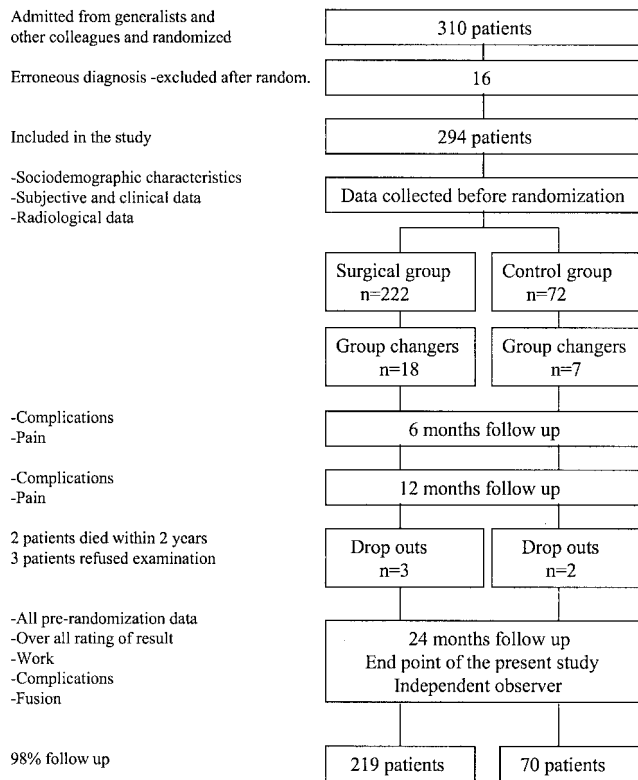 Admitted from generalists and
other colleagues and randomized
310 patients
Erroneous diagnosis -excluded after random.
16
Included in the study
294 patients
-Sociodemographic characteristics
-Subjective and clinical data
-Radiological data
Data collected before randomization
Surgical group
n=222
Control group
n=72
Group changers
n=18
Group changers
n=7
-Complications
-Pain
6 months follow up
-Complications
-Pain
12 months follow up
2 patients died within 2 years
3 patients refused examination
Drop outs
n=3
Drop outs
n=2
-All pre-randomization data
-Over all rating of result
-Work
-Complications
-Fusion
24 months follow up
End point of the present study
Independent observer
98% follow up
219 patients
70 patients